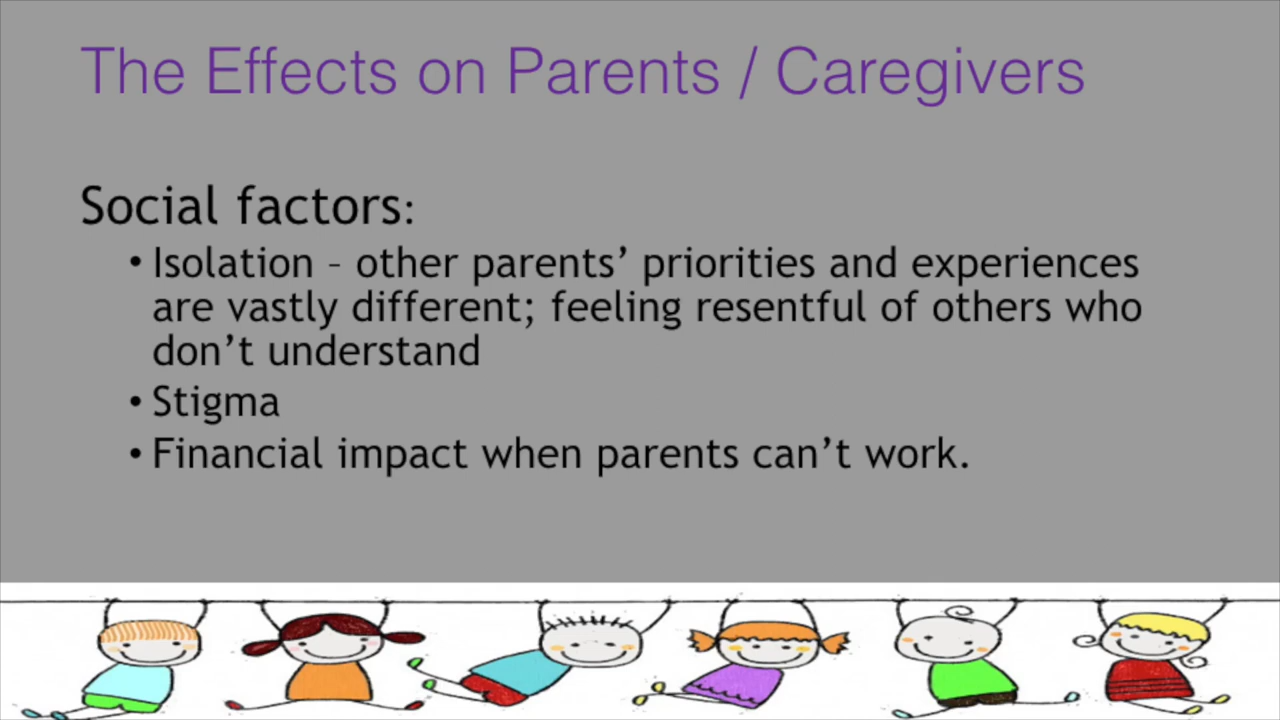 The Effects on Parents / Caregivers
Social factors:
• Isolation – other parents’ priorities and experiences
are vastly different; feeling resentful of others who
don’t understand
• Stigma
• Financial impact when parents can’t work.